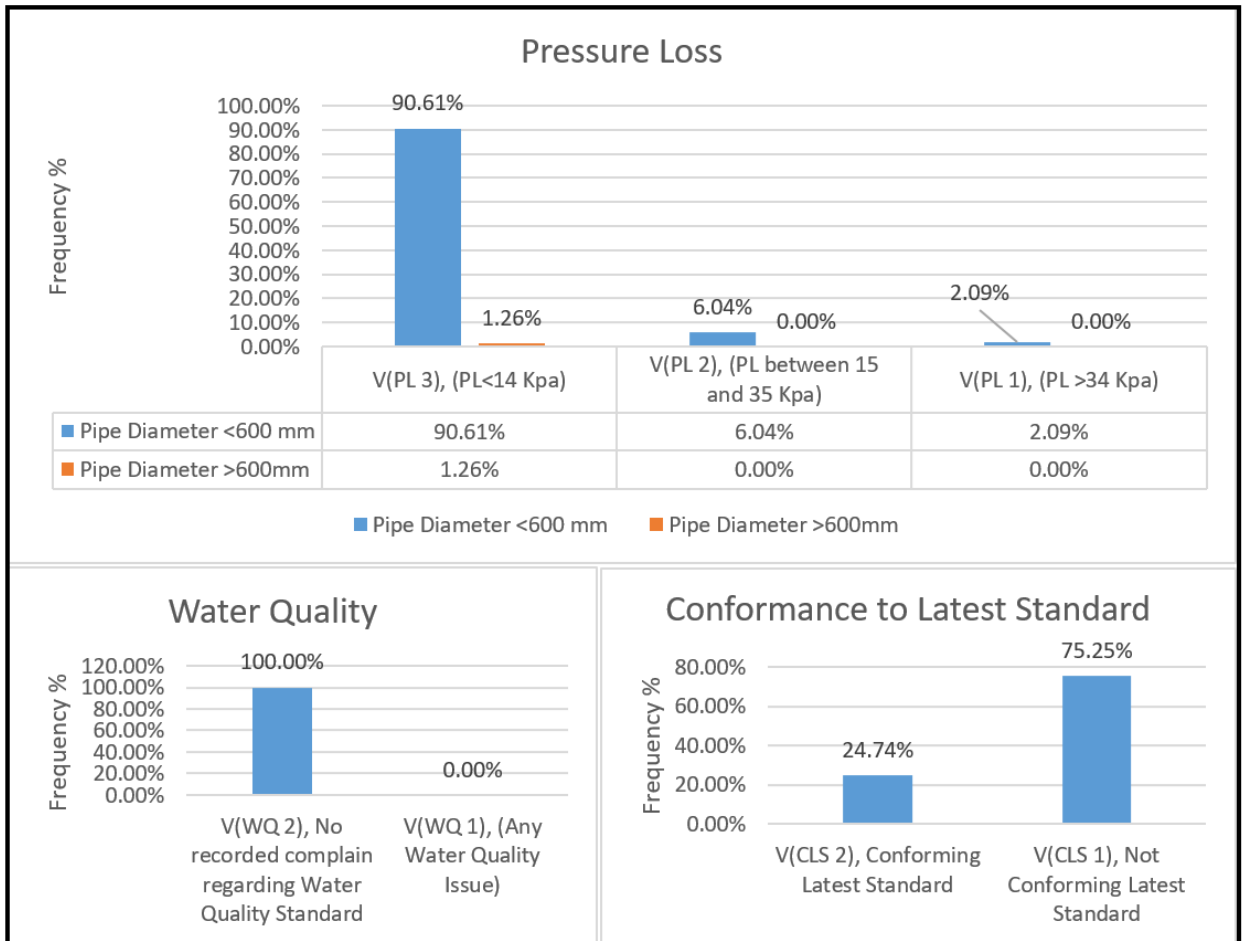 Pressure Loss
Frequency %
100.00%
90.00%
80.00%
70.00%
60.00%
50.00%
40.00%
30.00%
20.00%
10.00%
0.00%
90.61%
1.26%
6.04%
0.00%
2.09%
0.00%
V(PL 3), (PL<14 Kpa)
V(PL 2), (PL between 15
and 35 Kpa)
V(PL 1), (PL >34 Kpa)
Pipe Diameter <600 mm 90.61% 6.04% 2.09%
Pipe Diameter >600mm 1.26% 0.00% 0.00%
Pipe Diameter <600 mm Pipe Diameter >600mm
Water Quality
Frequency %
120.00%
100.00%
80.00%
60.00%
40.00%
20.00%
0.00%
100.00%
0.00%
V(WQ 2), No
recorded complain
regarding Water
Quality Standard
V(WQ 1), (Any
Water Quality
Issue)
Conformance to Latest Standard
Frequency %
80.00%
60.00%
40.00%
20.00%
0.00%
24.74%
75.25%
V(CLS 2), Conforming
Latest Standard
V(CLS 1), Not
Conforming Latest
Standard